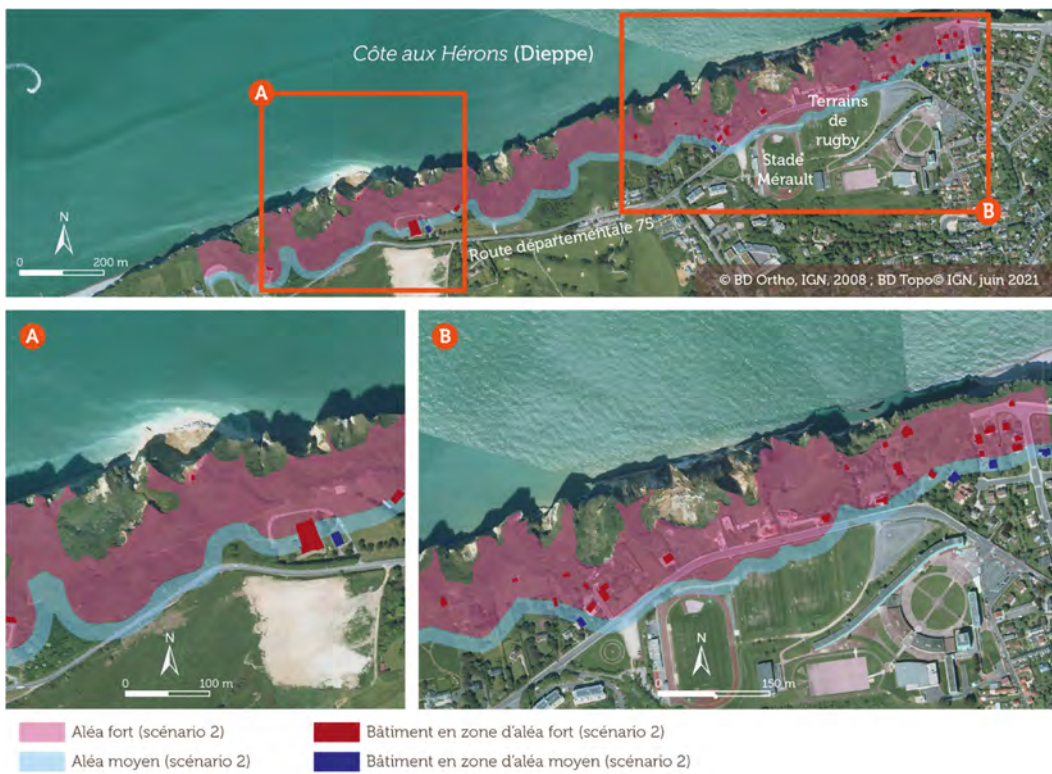 Côte aux Hérons (Dieppe)
A
Terrains
de
rugby
Stade
Mérault
B
N
Route départementale 75
0 200 m
© BD Ortho, IGN, 2008 ; BD Topo© IGN, juin 2021
A
N
0 100 m
B
N
0 150 m
Aléa fort (scénario 2)
Bâtiment en zone d'aléa fort (scénario 2)
Aléa moyen (scénario 2)
Bâtiment en zone d'aléa moyen (scénario 2)